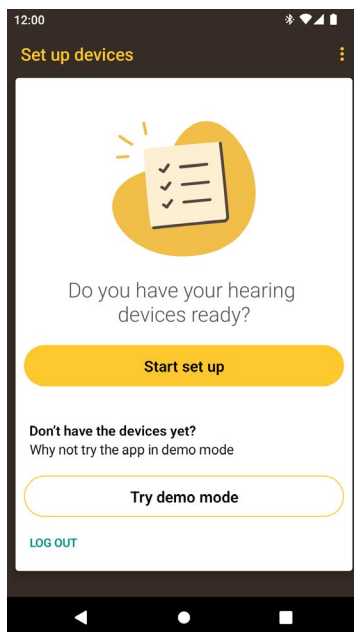 12:00
Set up devices
Do you have your hearing
devices ready?
Start set up
Don't have the devices yet?
Why not try the app in demo mode
Try demo mode
LOG OUT